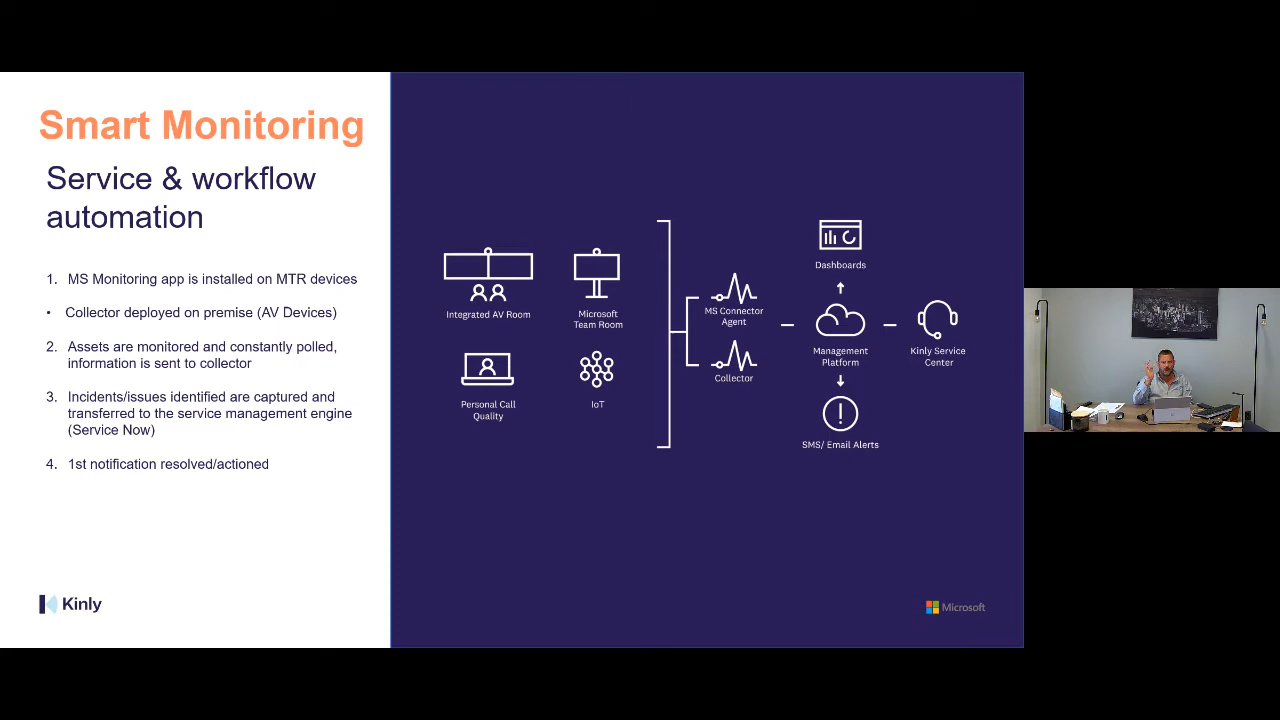 Smart Monitoring
Service & workflow
automation
1. MS Monitoring app is installed on MTR devices
• Collector deployed on premise (AV Devices)
2. Assets are monitored and constantly polled,
information is sent to collector
3. Incidents/issues identified are captured and
transferred to the service management engine
(Service Now)
4. 1st notification resolved/actioned
Kinly
Integrated AV Room
Microsoft
Team Room
Personal Call
Quality
IoT
MS Connector
Agent
Collector
Dashboards
Management
Platform
SMS/ Email Alerts
Kinly Service
Center
Microsoft